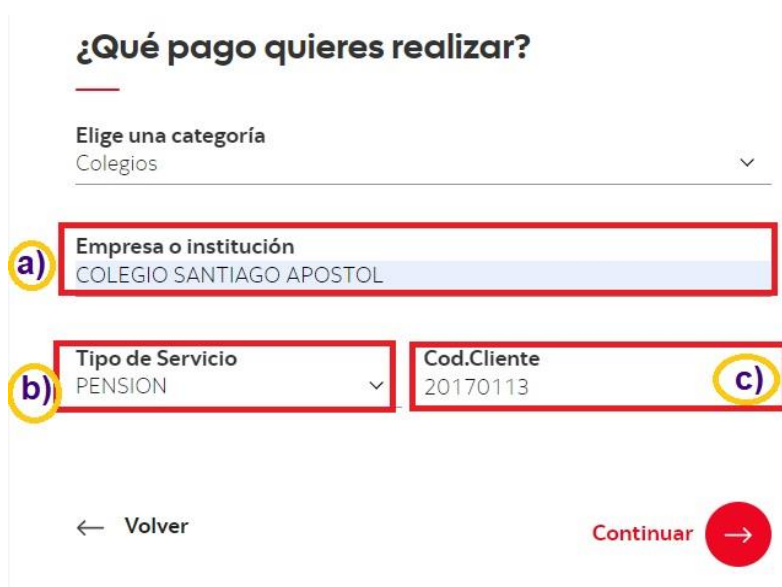 ¿Qué pago quieres realizar?
Elige una categoría
Colegios
a)
Empresa o institución
COLEGIO SANTIAGO APOSTOL
b)
Tipo de Servicio
PENSION
Cod.Cliente
20170113
c)
Volver
Continuar